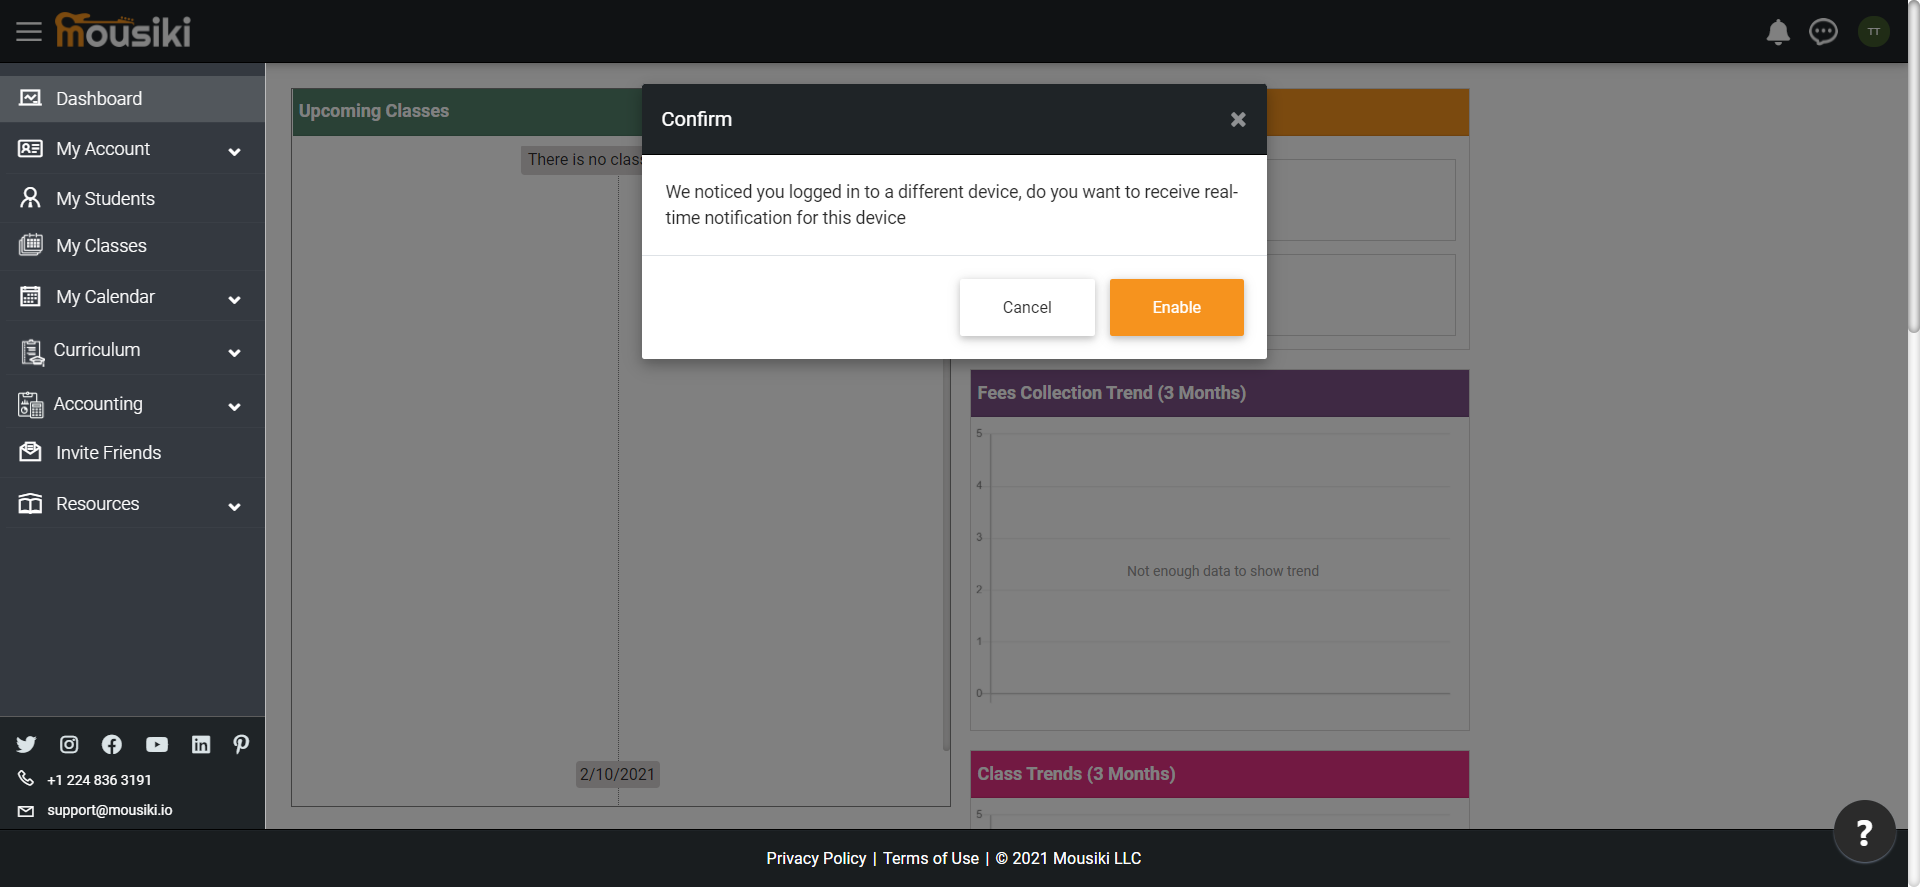 mousiki
TT
Dashboard
My Account
My Students
My Classes
My Calendar
Curriculum
Accounting
Invite Friends
Resources
+1 224 836 3191
support@mousiki.io
Upcoming Classes
There is no clas
2/10/2021
Confirm
We noticed you logged in to a different device, do you want to receive real-
time notification for this device
Cancel
Enable
Fees Collection Trend (3 Months)
5
4
3
Not enough data to show trend
2
1
0
Class Trends (3 Months)
5
?
Privacy Policy | Terms of Use | © 2021 Mousiki LLC